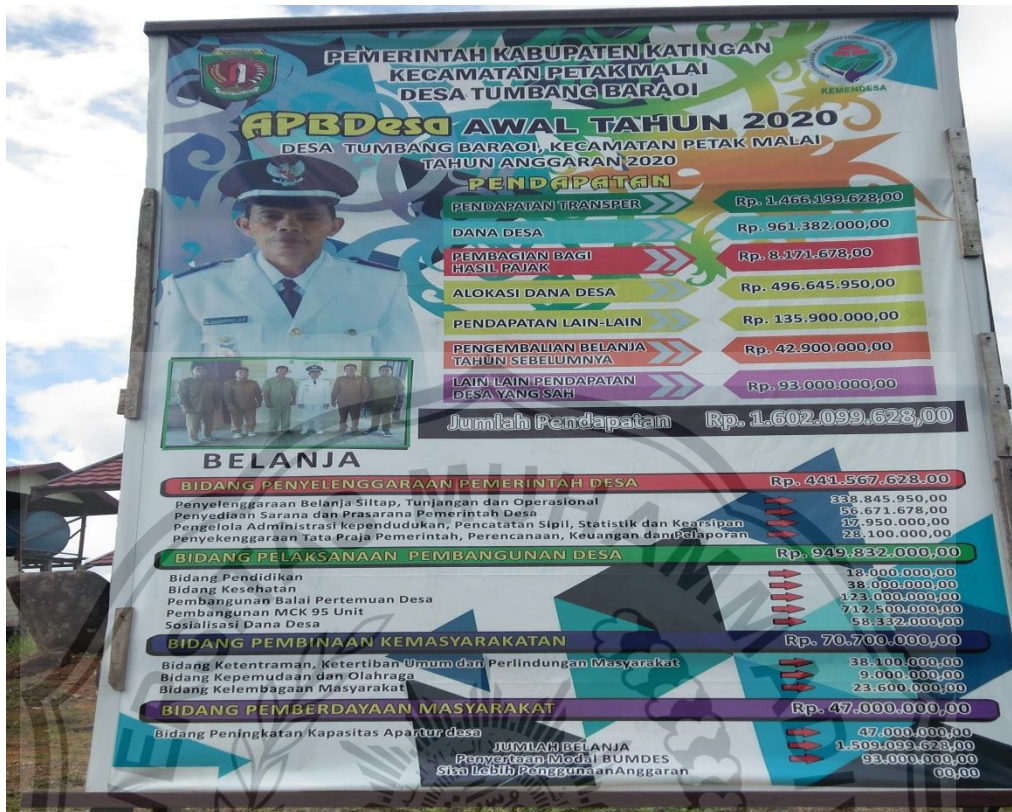 PEMERINTAH KABUPATEN KATINGAN
KECAMATAN PETAK MALAI
DESA TUMBANG BARAOI
KEMENDESA
APBDesa AWAL TAHUN 2020
DESA TUMBANG BARAOI, KECAMATAN PETAK MALAI
TAHUN ANGGARAN 2020
PENDAPATAN
PENDAPATAN TRANSPER Rp. 1.466.199.628,00
DANA DESA Rp. 961.382.000,00
PEMBAGIAN BAGI
HASIL PAJAK Rp. 8.171.678,00
ALOKASI DANA DESA Rp. 496.645.950,00
PENDAPATAN LAIN-LAIN Rp. 135.900.000,00
PENGEMBALIAN BELANJA
TAHUN SEBELUMNYA Rp. 42.900.000,00
LAIN LAIN PENDAPATAN
DESA YANG SAH Rp. 93.000.000,00
Jumlah Pendapatan Rp. 1.602.099.628,00
BELANJA
BIDANG PENYELENGGARAAN PEMERINTAH DESA Rp. 441.567.628.00
Penyelenggaraan Belanja Siltap, Tunjangan dan Operasional 338.845.950,00
Penyediaan Sarana dan Prasarana Pemerintah Desa 56.671.678,00
Pengelola Administrasi kependudukan, Pencatatan Sipil, Statistik dan Kearsipan 17.950.000,00
Penyekenggaraan Tata Praja Pemerintah, Perencanaan, Keuangan dan Pelaporan 28.100.000,00
BIDANG PELAKSANAAN PEMBANGUNAN DESA Rp. 949.832.000,00
Bidang Pendidikan 18.000.000,00
Bidang Kesehatan 38.000.000,00
Pembangunan Balai Pertemuan Desa 123.000.000,00
Pembangunan MCK 95 Unit 712.500.000,00
Sosialisasi Dana Desa 58.332.000,00
BIDANG PEMBINAAN KEMASYARAKATAN Rp. 70.700.000,00
Bidang Ketentraman, Ketertiban Umum dan Perlindungan Masyarakat 38.100.000,00
Bidang Kepemudaan dan Olahraga 9.000.000,00
Bidang Kelembagaan Masyarakat 23.600.000,00
BIDANG PEMBERDAYAAN MASYARAKAT Rp. 47.000.000,00
Bidang Peningkatan Kapasitas Apartur desa 47.000.000,00
JUMLAH BELANJA 1.509.099.628,00
Penyertaan Modal BUMDES 93.000.000,00
Sisa Lebih PenggunaanAnggaran 00,00